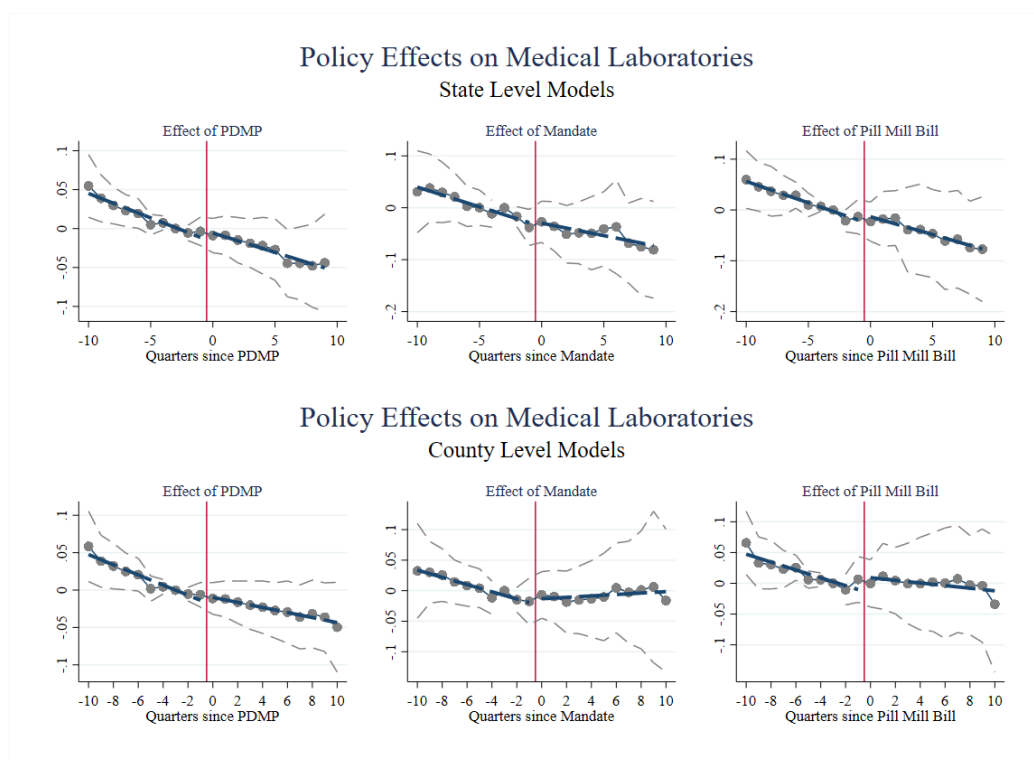 Policy Effects on Medical Laboratories
State Level Models
Effect of PDMP
.1
.05
0
-.05
-.1
-10 -5 0 5 10
Quarters since PDMP
Effect of Mandate
.1
0
-.1
-.2
-10 -5 0 5 10
Quarters since Mandate
Effect of Pill Mill Bill
.1
0
-.1
-.2
-10 -5 0 5 10
Quarters since Pill Mill Bill
Policy Effects on Medical Laboratories
County Level Models
Effect of PDMP
.1
.05
0
-.05
-.1
-10 -8 -6 -4 -2 0 2 4 6 8 10
Quarters since PDMP
Effect of Mandate
.1
.05
0
-.05
-.1
-10 -8 -6 -4 -2 0 2 4 6 8 10
Quarters since Mandate
Effect of Pill Mill Bill
.1
.05
0
-.05
-.1
-10 -8 -6 -4 -2 0 2 4 6 8 10
Quarters since Pill Mill Bill